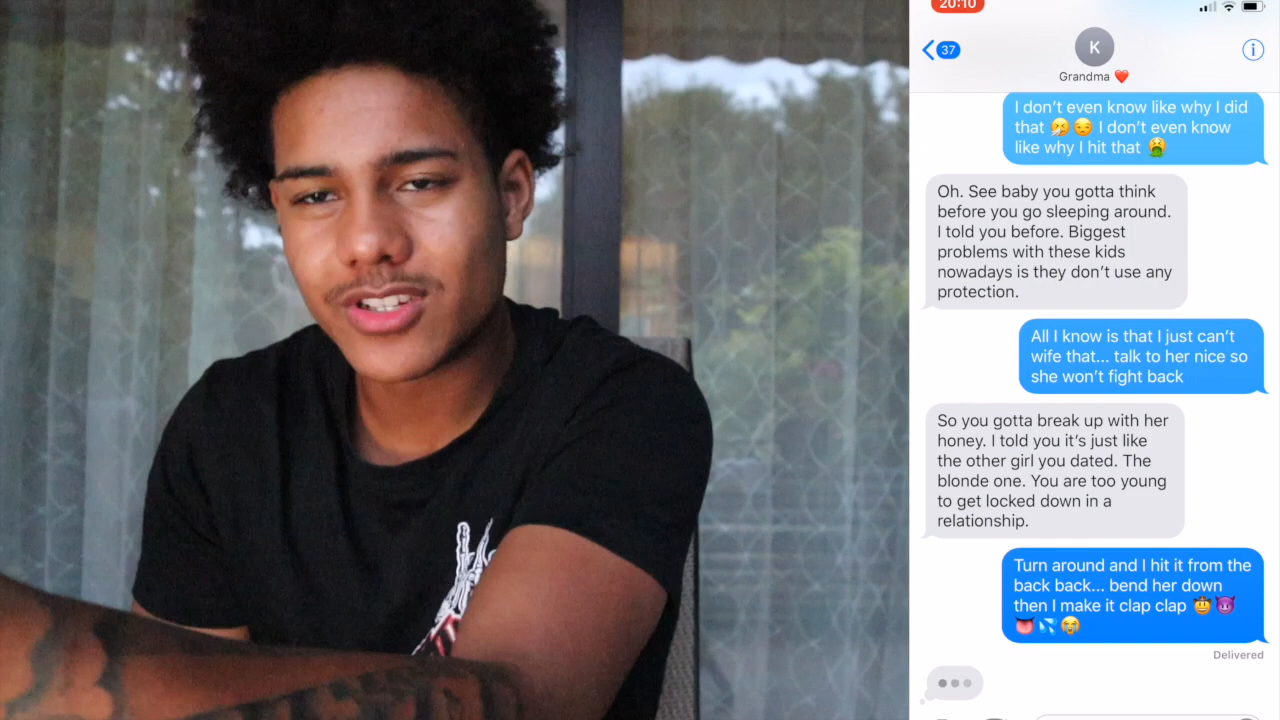 20:10
37
K
Grandma ❤️
I don't even know like why I did
that 🤧😒 I don't even know
like why I hit that 🤮
Oh. See baby you gotta think
before you go sleeping around.
I told you before. Biggest
problems with these kids
nowadays is they don't use any
protection.
All I know is that I just can't
wife that... talk to her nice so
she won't fight back
So you gotta break up with her
honey. I told you it's just like
the other girl you dated. The
blonde one. You are too young
to get locked down in a
relationship.
Turn around and I hit it from the
back back... bend her down
then I make it clap clap 🤠😈
👅💦😭
Delivered